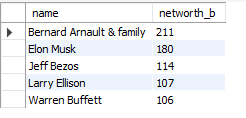 name networth_b
Bernard Arnault & family 211
Elon Musk 180
Jeff Bezos 114
Larry Ellison 107
Warren Buffett 106